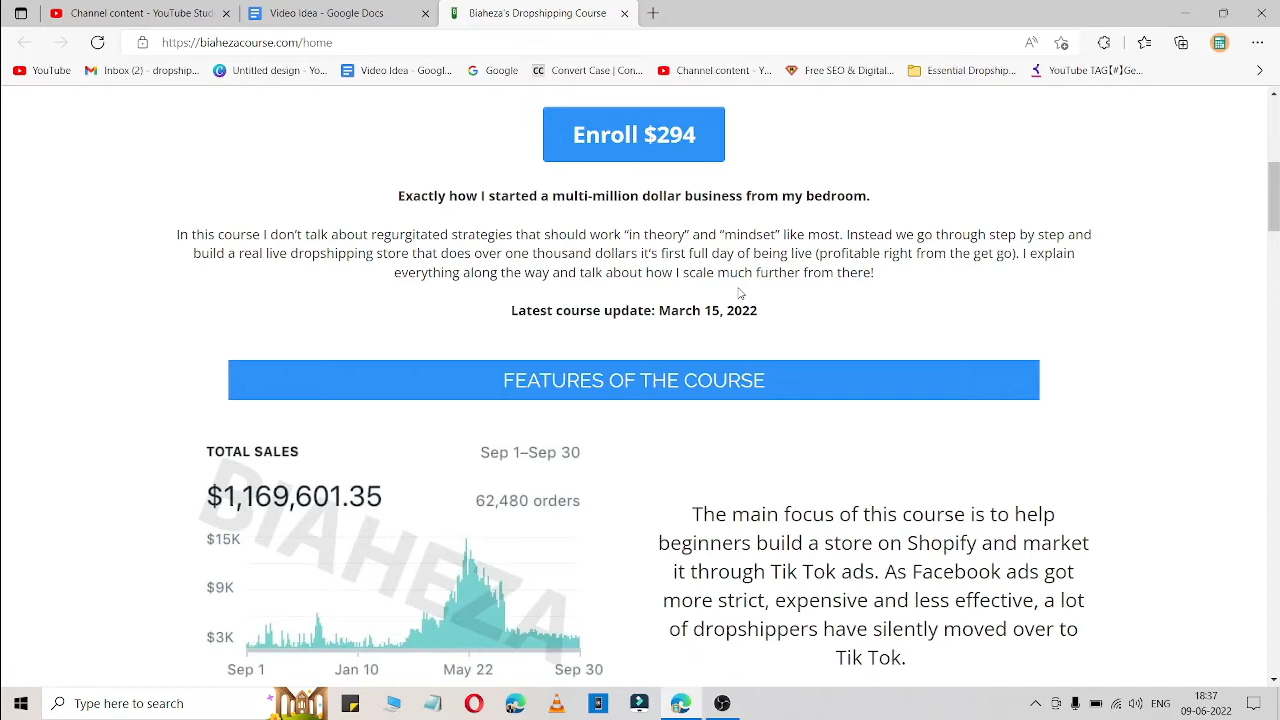 Channel content - YouTube Stud
Video Idea - Google Docs
Biaheza's Dropshipping Course
https://biahezacourse.com/home
YouTube
Inbox (2) - dropship...
Untitled design - Yo...
Video Idea - Googl...
Google
CC Convert Case | Con...
Channel content - Y...
Free SEO & Digital...
Essential Dropship...
YouTube TAG【#】Ge...
Enroll $294
Exactly how I started a multi-million dollar business from my bedroom.
In this course I don't talk about regurgitated strategies that should work “in theory” and “mindset” like most. Instead we go through step by step and
build a real live dropshipping store that does over one thousand dollars it's first full day of being live (profitable right from the get go). I explain
everything along the way and talk about how I scale much further from there!
Latest course update: March 15, 2022
FEATURES OF THE COURSE
TOTAL SALES
Sep 1–Sep 30
$1,169,601.35
62,480 orders
$15K
$9K
$3K
Sep 1
Jan 10
May 22
Sep 30
BIAHEZA
The main focus of this course is to help
beginners build a store on Shopify and market
it through Tik Tok ads. As Facebook ads got
more strict, expensive and less effective, a lot
of dropshippers have silently moved over to
Tik Tok.
Type here to search
ENG
18:37
09-06-2022